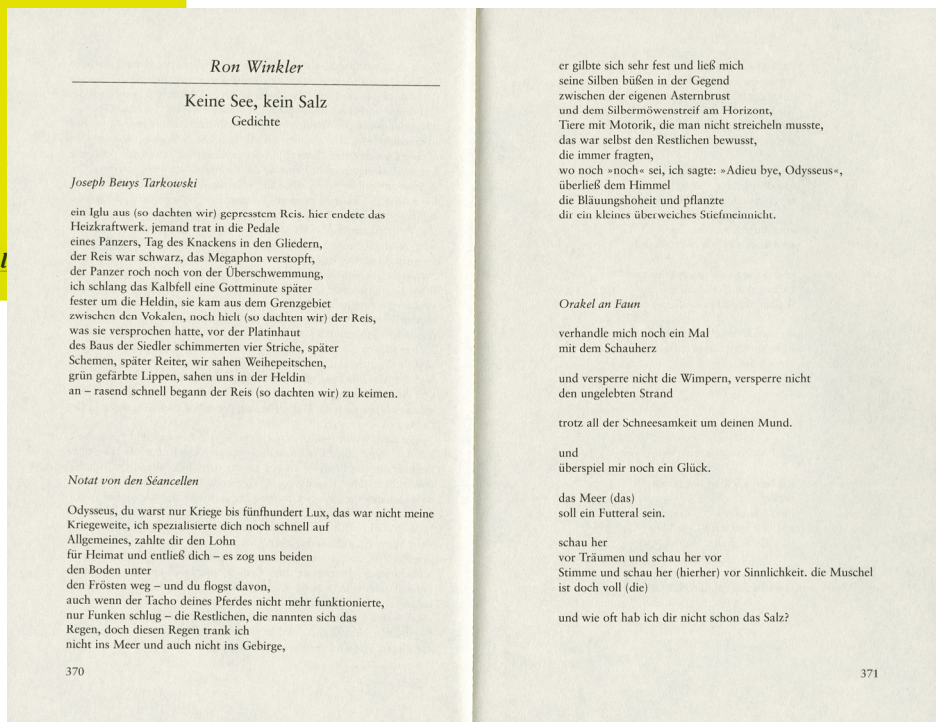 Ron Winkler
Keine See, kein Salz
Gedichte
Joseph Beuys Tarkowski
ein Iglu aus (so dachten wir) gepresstem Reis. hier endete das
Heizkraftwerk. jemand trat in die Pedale
eines Panzers, Tag des Knackens in den Gliedern,
der Reis war schwarz, das Megaphon verstopft,
der Panzer roch noch von der Überschwemmung,
ich schlang das Kalbfell eine Gottminute später
fester um die Heldin, sie kam aus dem Grenzgebiet
zwischen den Vokalen, noch hielt (so dachten wir) der Reis,
was sie versprochen hatte, vor der Platinhaut
des Baus der Siedler schimmerten vier Striche, später
Schemen, später Reiter, wir sahen Weihepeitschen,
grün gefärbte Lippen, sahen uns in der Heldin
an – rasend schnell begann der Reis (so dachten wir) zu keimen.
Notat von den Séancellen
Odysseus, du warst nur Kriege bis fünfhundert Lux, das war nicht meine
Kriegeweite, ich spezialisierte dich noch schnell auf
Allgemeines, zahlte dir den Lohn
für Heimat und entließ dich – es zog uns beiden
den Boden unter
den Frösten weg – und du flogst davon,
auch wenn der Tacho deines Pferdes nicht mehr funktionierte,
nur Funken schlug – die Restlichen, die nannten sich das
Regen, doch diesen Regen trank ich
nicht ins Meer und auch nicht ins Gebirge,
370
er gilbte sich sehr fest und ließ mich
seine Silben büßen in der Gegend
zwischen der eigenen Asternbrust
und dem Silbermöwenstreif am Horizont,
Tiere mit Motorik, die man nicht streicheln musste,
das war selbst den Restlichen bewusst,
die immer fragten,
wo noch »noch« sei, ich sagte: »Adieu bye, Odysseus«,
überließ dem Himmel
die Bläuungshoheit und pflanzte
dir ein kleines überweiches Stiefmeinnicht.
Orakel an Faun
verhandle mich noch ein Mal
mit dem Schauherz
und versperre nicht die Wimpern, versperre nicht
den ungelebten Strand
trotz all der Schneesamkeit um deinen Mund.
und
überspiel mir noch ein Glück.
das Meer (das)
soll ein Futteral sein.
schau her
vor Träumen und schau her vor
Stimme und schau her (hierher) vor Sinnlichkeit. die Muschel
ist doch voll (die)
und wie oft hab ich dir nicht schon das Salz?
371